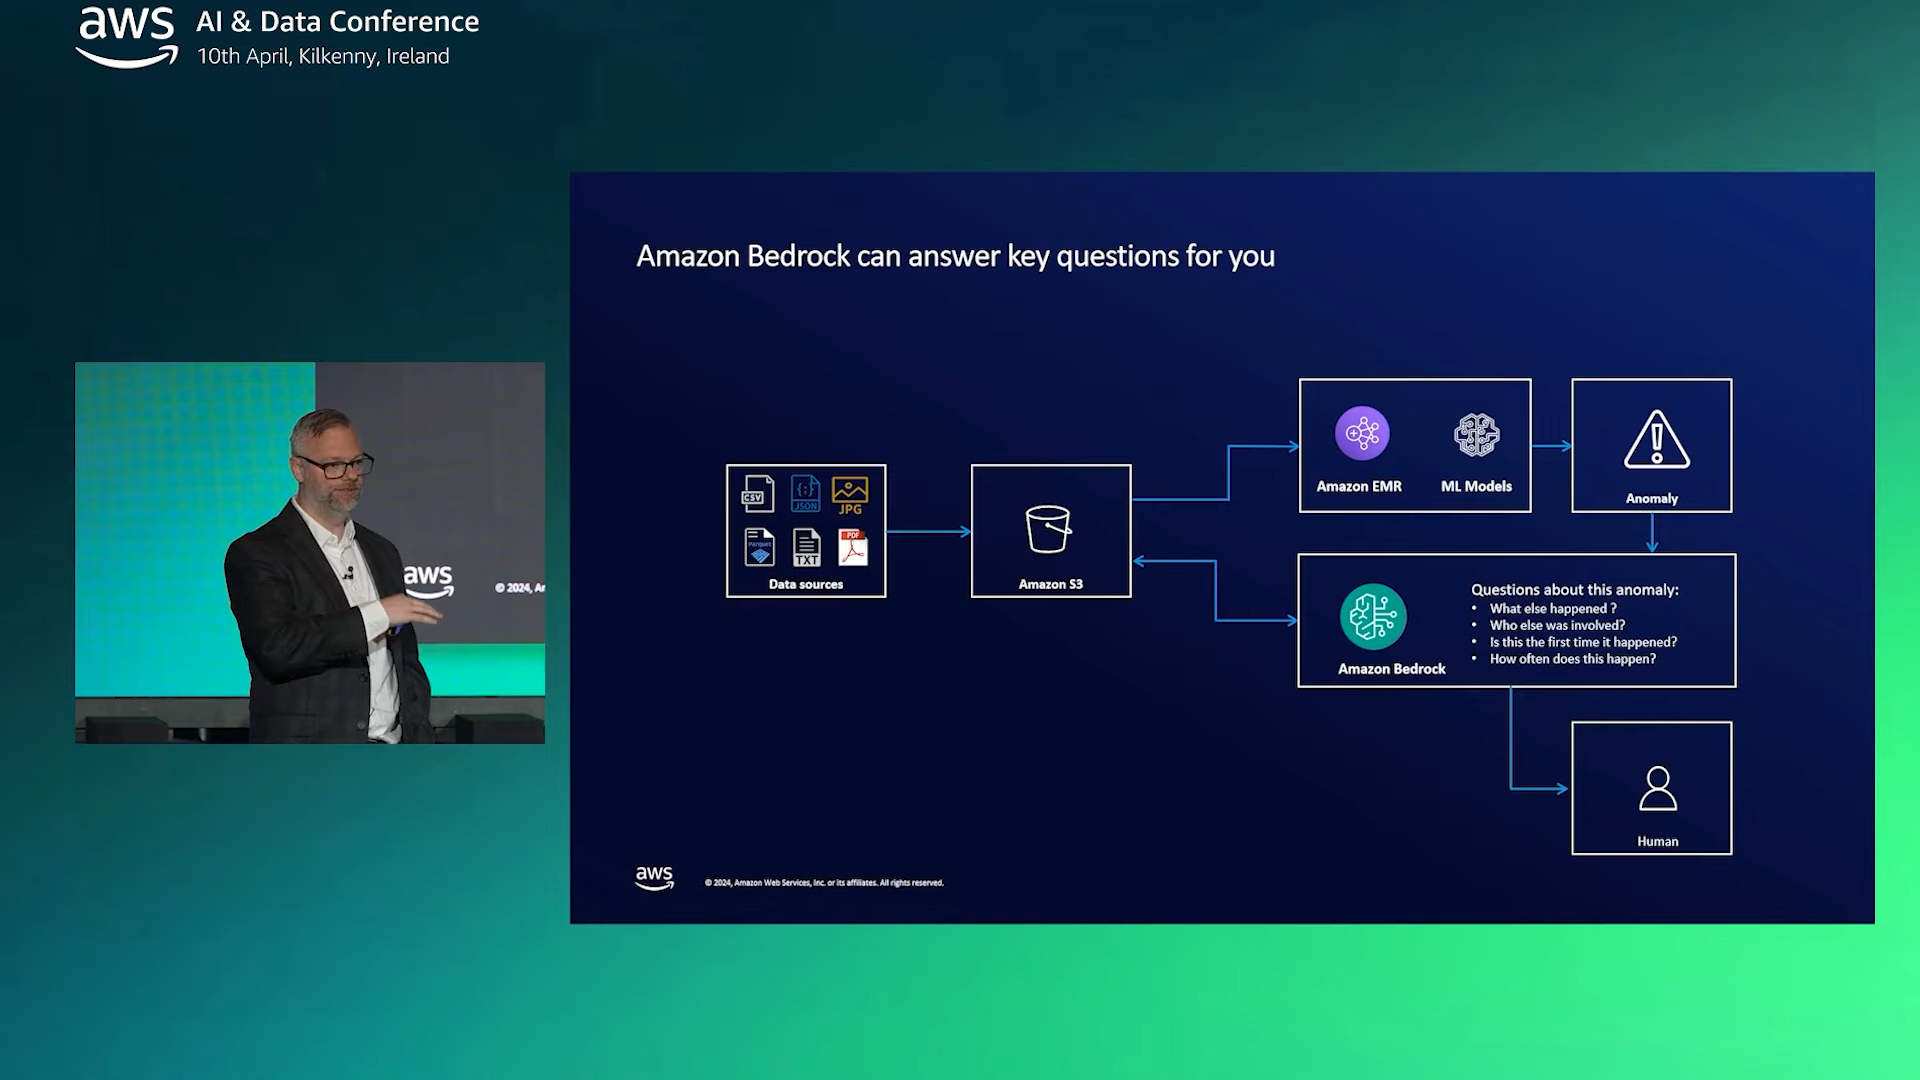 aws
AI & Data Conference
10th April, Kilkenny, Ireland
Amazon Bedrock can answer key questions for you
CSV
{;}
JSON
JPG
Parquet
TXT
PDF
Data sources
Amazon S3
Amazon EMR
ML Models
Anomaly
Amazon Bedrock
Questions about this anomaly:
• What else happened ?
• Who else was involved?
• Is this the first time it happened?
• How often does this happen?
Human
aws
© 2024, Amazon Web Services, Inc. or its affiliates. All rights reserved.
aws
© 2024, A